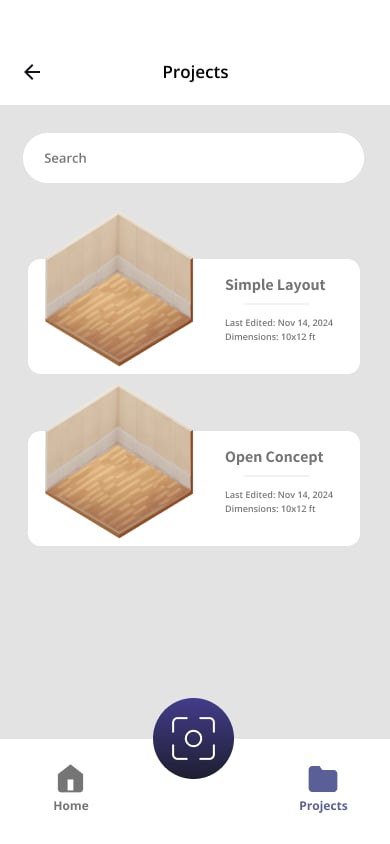 Projects
Search
Simple Layout
Last Edited: Nov 14, 2024
Dimensions: 10x12 ft
Open Concept
Last Edited: Nov 14, 2024
Dimensions: 10x12 ft
Home
Projects